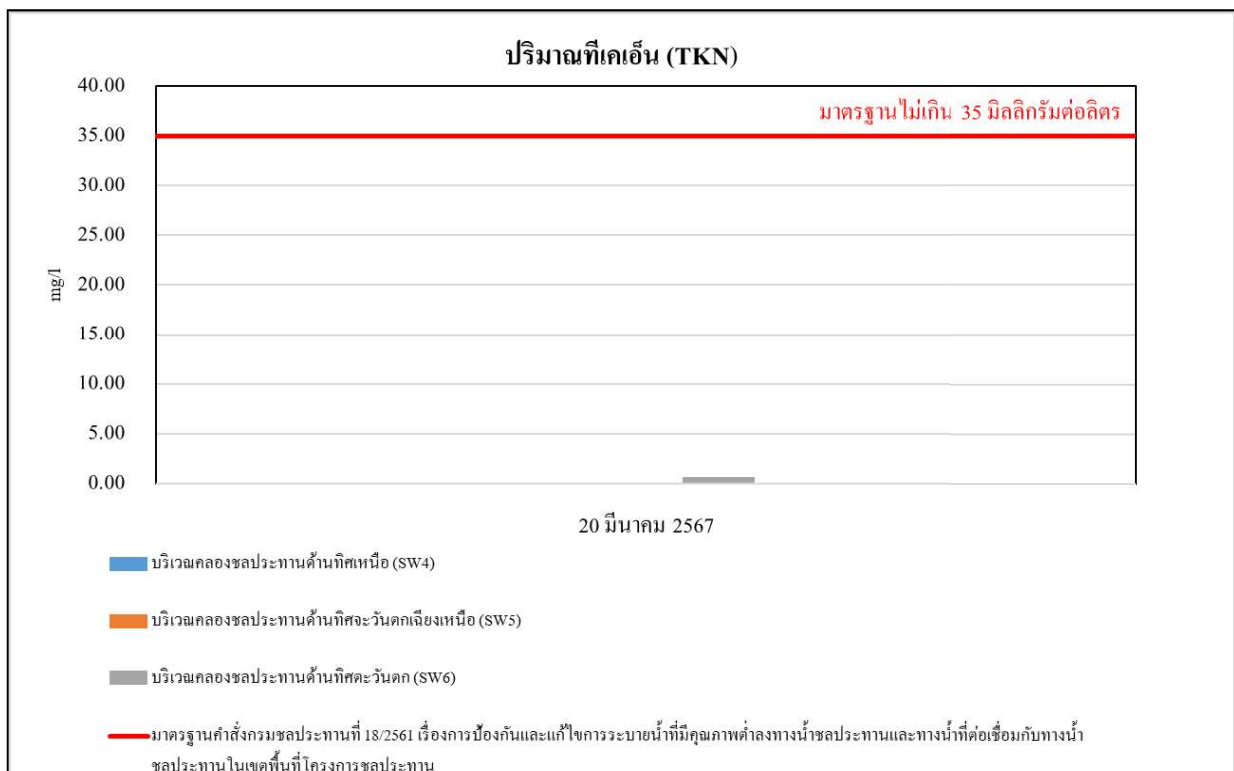 ปริมาณทีเคเอ็น (TKN)
40.00
มาตรฐานไม่เกิน 35 มิลลิกรัมต่อลิตร
35.00
30.00
25.00
20.00
15.00
10.00
5.00
0.00
mg/l
20 มีนาคม 2567
บริเวณคลองชลประทานด้านทิศเหนือ (SW4)
บริเวณคลองชลประทานด้านทิศจะวันตกเฉียงเหนือ (SW5)
บริเวณคลองชลประทานด้านทิศตะวันตก (SW6)
มาตรฐานคำสั่งกรมชลประทานที่ 18/2561 เรื่องการป้องกันและแก้ไขการระบายน้ำที่มีคุณภาพต่ำลงทางน้ำชลประทานและทางน้ำที่ต่อเชื่อมกับทางน้ำ
ชลประทานในเขตพื้นที่โครงการชลประทาน